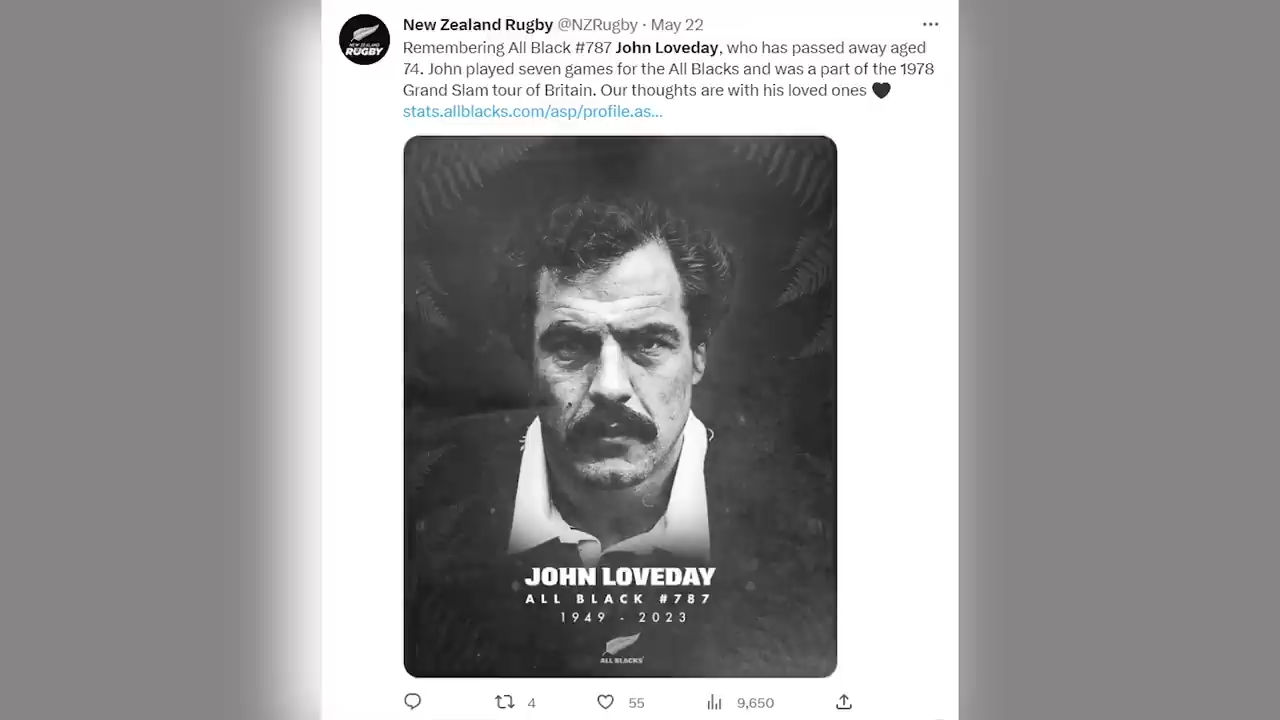 New Zealand Rugby @NZRugby · May 22
Remembering All Black #787 John Loveday, who has passed away aged
74. John played seven games for the All Blacks and was a part of the 1978
Grand Slam tour of Britain. Our thoughts are with his loved ones 🖤
stats.allblacks.com/asp/profile.as...
NEW ZEALAND
RUGBY
JOHN LOVEDAY
ALL BLACK #787
1949 - 2023
ALL BLACKS
4 55 9,650